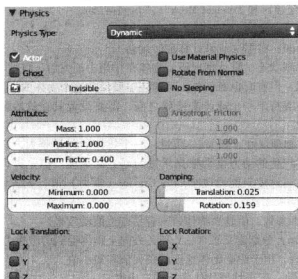 Physics
Physics Type: Dynamic
Actor Use Material Physics
Ghost Rotate From Normal
Invisible No Sleeping
Attributes: Anisotropic Friction
Mass: 1.000 1.000
Radius: 1.000 1.000
Form Factor: 0.400 1.000
Velocity: Damping:
Minimum: 0.000 Translation: 0.025
Maximum: 0.000 Rotation: 0.159
Lock Translation: Lock Rotation:
X X
Y Y
Z Z